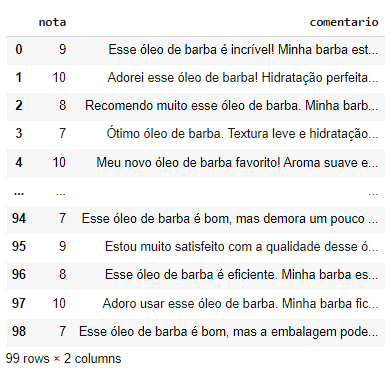 nota comentario
0 9 Esse óleo de barba é incrível! Minha barba est...
1 10 Adorei esse óleo de barba! Hidratação perfeita...
2 8 Recomendo muito esse óleo de barba. Minha barb...
3 7 Ótimo óleo de barba. Textura leve e hidratação...
4 10 Meu novo óleo de barba favorito! Aroma suave e...
... ... ...
94 7 Esse óleo de barba é bom, mas demora um pouco ...
95 9 Estou muito satisfeito com a qualidade desse ó...
96 8 Esse óleo de barba é eficiente. Minha barba es...
97 10 Adoro usar esse óleo de barba. Minha barba fic...
98 7 Esse óleo de barba é bom, mas a embalagem pode...
99 rows × 2 columns